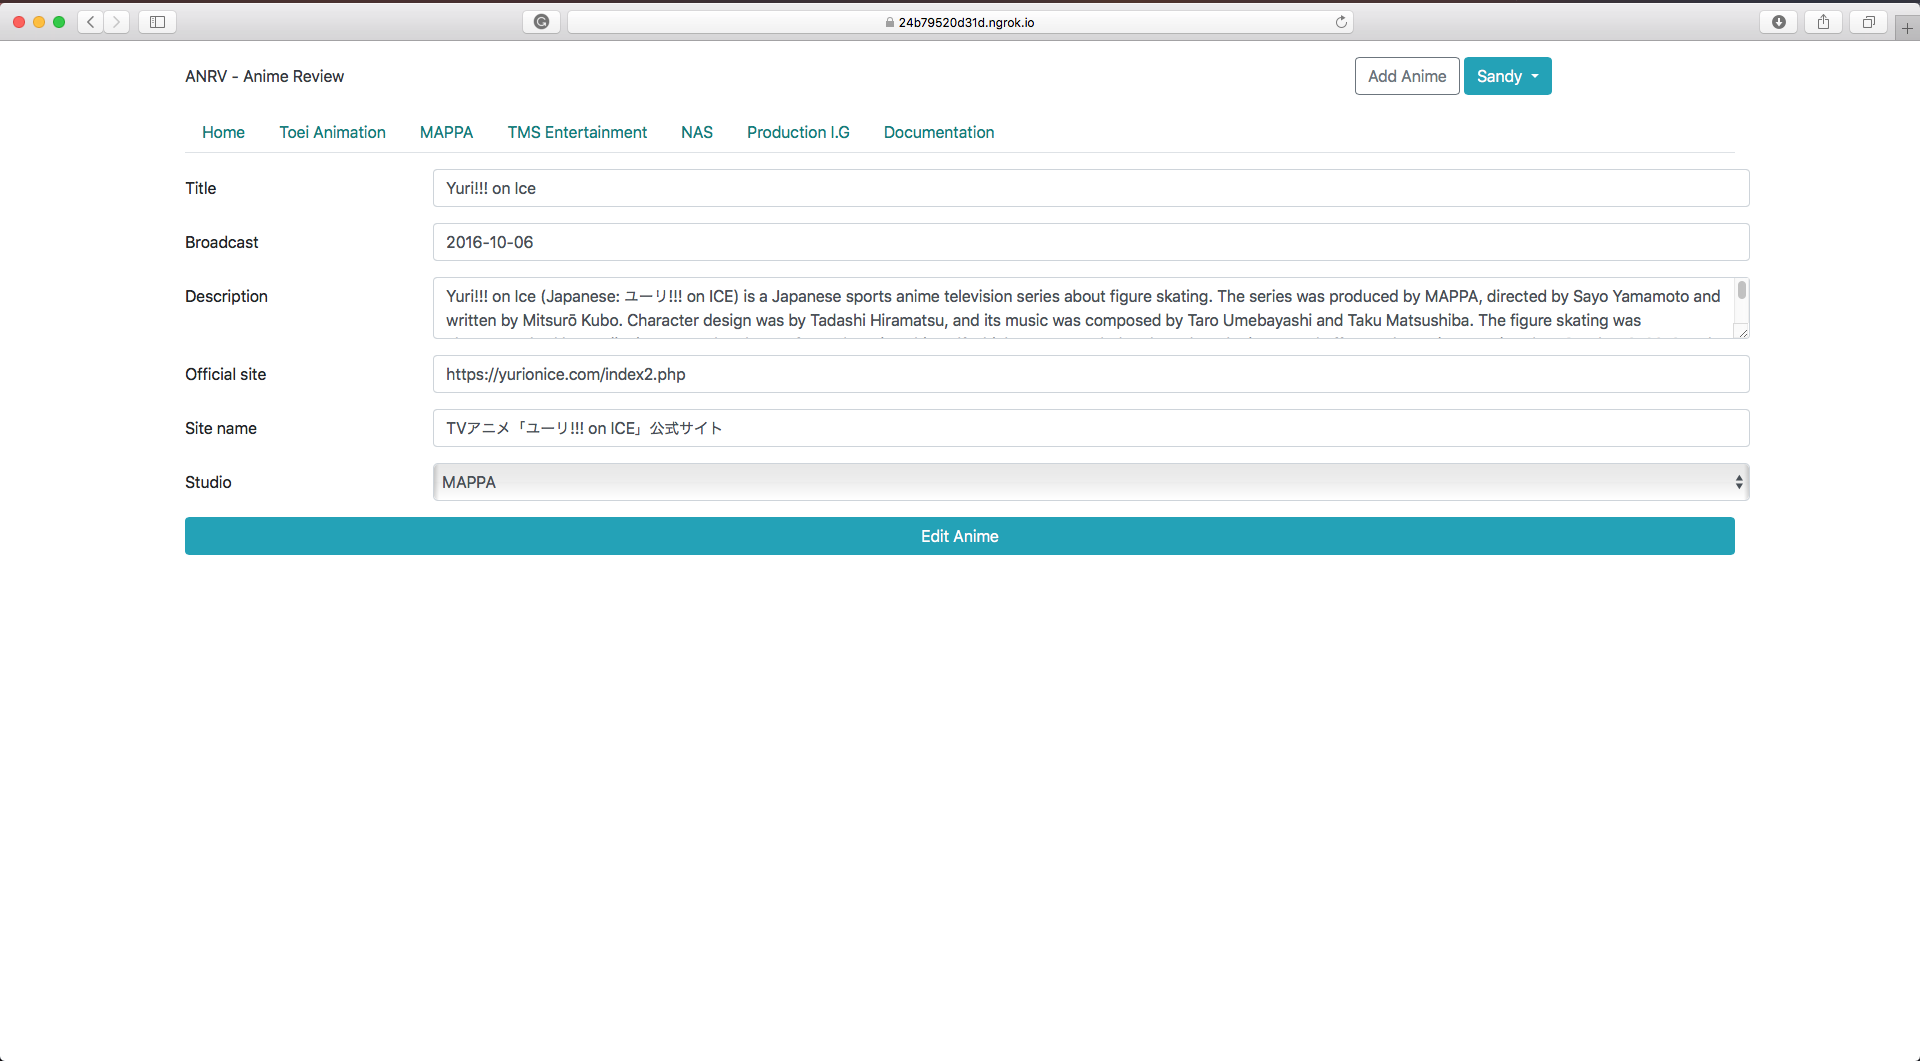 24b79520d31d.ngrok.io
ANRV - Anime Review
Add Anime
Sandy
Home Toei Animation MAPPA TMS Entertainment NAS Production I.G Documentation
Title
Yuri!!! on Ice
Broadcast
2016-10-06
Description
Yuri!!! on Ice (Japanese: ユーリ!!! on ICE) is a Japanese sports anime television series about figure skating. The series was produced by MAPPA, directed by Sayo Yamamoto and
written by Mitsurō Kubo. Character design was by Tadashi Hiramatsu, and its music was composed by Taro Umebayashi and Taku Matsushiba. The figure skating was
Official site
https://yurionice.com/index2.php
Site name
TVアニメ「ユーリ!!! on ICE」公式サイト
Studio
MAPPA
Edit Anime